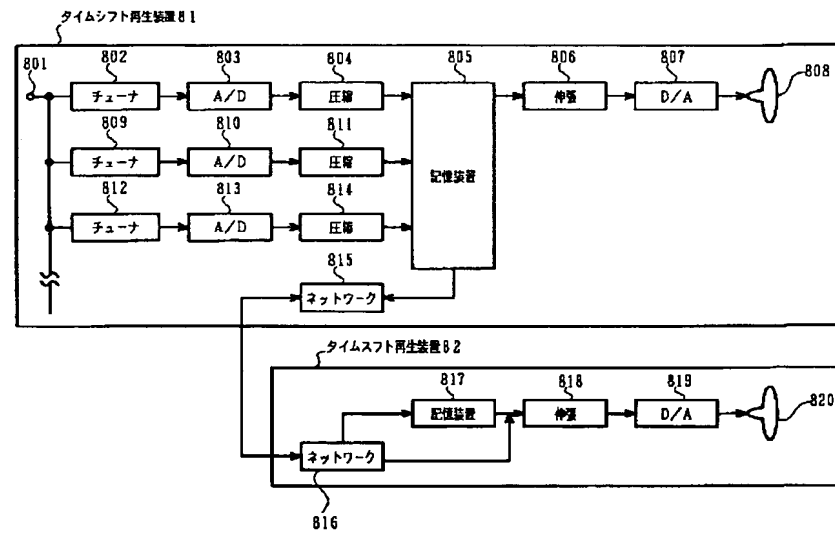 タイムシフト再生装置81
801
802
803
804
805
806
807
808
チューナ
A/D
圧縮
記憶装置
伸張
D/A
809
810
811
チューナ
A/D
圧縮
812
813
814
チューナ
A/D
圧縮
815
ネットワーク
タイムスフト再生装置82
817
818
819
820
記憶装置
伸張
D/A
ネットワーク
816